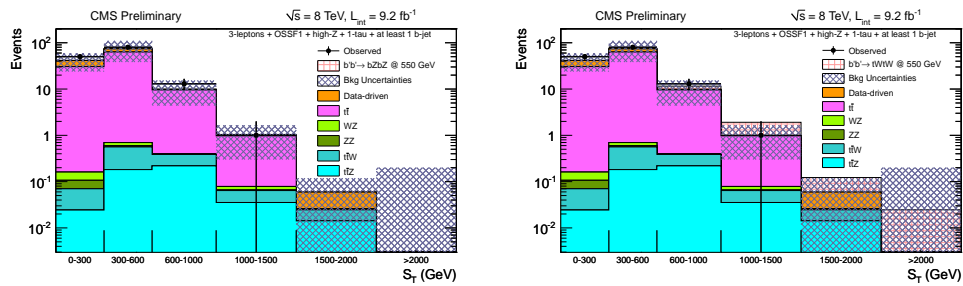 CMS Preliminary
√s = 8 TeV, L_int = 9.2 fb⁻¹
Events
3-leptons + OSSF1 + high-Z + 1-tau + at least 1 b-jet
10²
Observed
b'b'→ bZbZ @ 550 GeV
Bkg Uncertainties
10
Data-driven
tt̄
WZ
1
ZZ
tt̄W
tt̄Z
10⁻¹
10⁻²
0-300 300-600 600-1000 1000-1500 1500-2000 >2000
S_T (GeV)
CMS Preliminary
√s = 8 TeV, L_int = 9.2 fb⁻¹
Events
3-leptons + OSSF1 + high-Z + 1-tau + at least 1 b-jet
10²
Observed
b'b'→ tWtW @ 550 GeV
Bkg Uncertainties
10
Data-driven
tt̄
WZ
1
ZZ
tt̄W
tt̄Z
10⁻¹
10⁻²
0-300 300-600 600-1000 1000-1500 1500-2000 >2000
S_T (GeV)